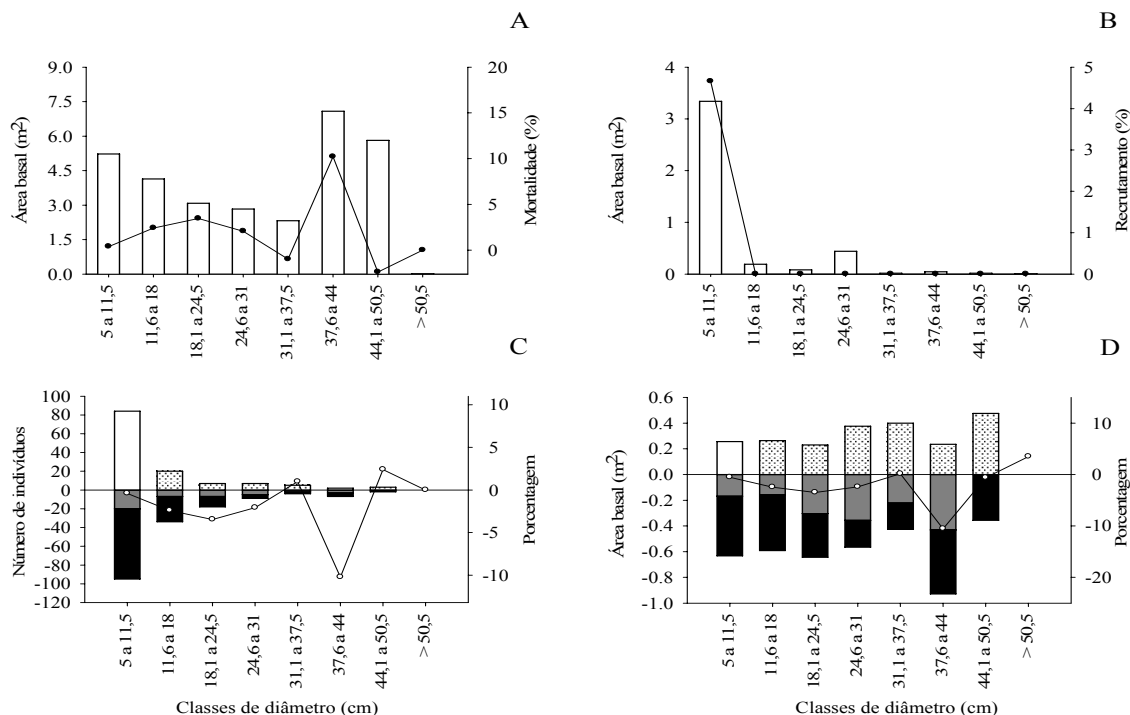 A
Área basal (m²)
9.0
7.5
6.0
4.5
3.0
1.5
0.0
20
15
10
5
0
Mortalidade (%)
5 a 11,5
11,6 a 18
18,1 a 24,5
24,6 a 31
31,1 a 37,5
37,6 a 44
44,1 a 50,5
> 50,5
B
Área basal (m²)
4
3
2
1
0
5
4
3
2
1
0
Recrutamento (%)
5 a 11,5
11,6 a 18
18,1 a 24,5
24,6 a 31
31,1 a 37,5
37,6 a 44
44,1 a 50,5
> 50,5
C
Número de indivíduos
100
80
60
40
20
0
-20
-40
-60
-80
-100
-120
10
5
0
-5
-10
Porcentagem
5 a 11,5
11,6 a 18
18,1 a 24,5
24,6 a 31
31,1 a 37,5
37,6 a 44
44,1 a 50,5
> 50,5
Classes de diâmetro (cm)
D
Área basal (m²)
0.6
0.4
0.2
0.0
-0.2
-0.4
-0.6
-0.8
-1.0
10
0
-10
-20
Porcentagem
5 a 11,5
11,6 a 18
18,1 a 24,5
24,6 a 31
31,1 a 37,5
37,6 a 44
44,1 a 50,5
> 50,5
Classes de diâmetro (cm)